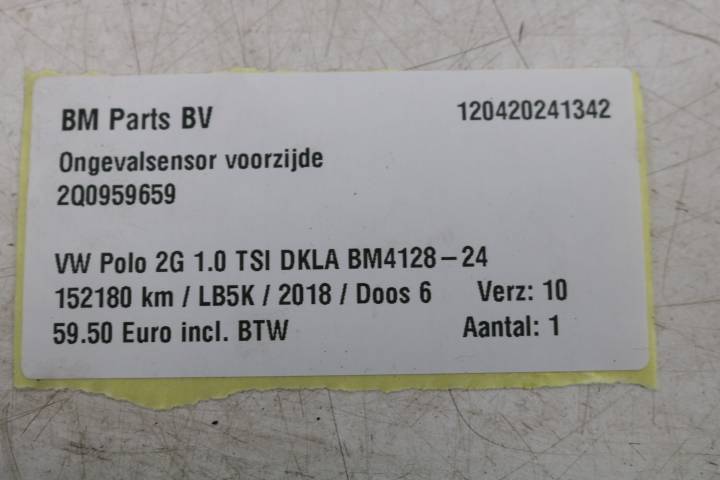 BM Parts BV 120420241342
Ongevalsensor voorzijde
2Q0959659
VW Polo 2G 1.0 TSI DKLA BM4128-24
152180 km / LB5K / 2018 / Doos 6 Verz: 10
59.50 Euro incl. BTW Aantal: 1